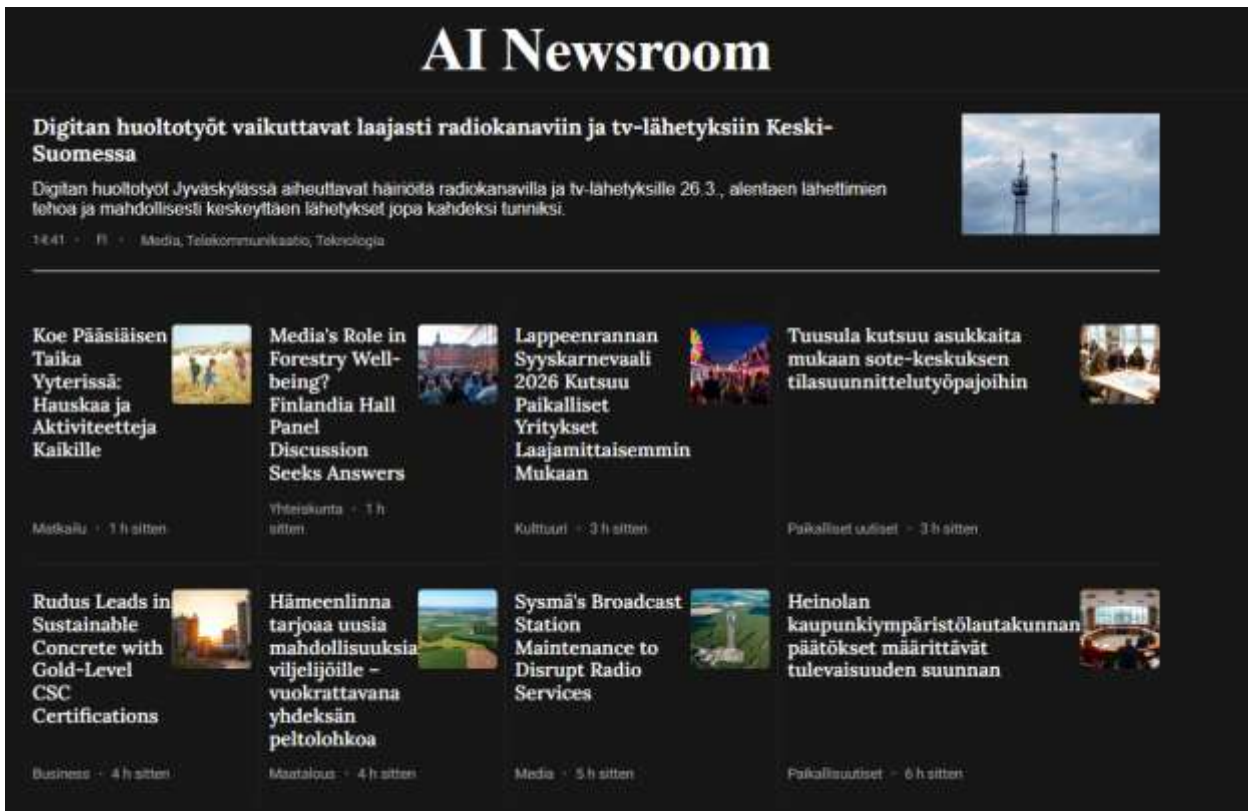 AI Newsroom
Digitan huoltotyöt vaikuttavat laajasti radiokanaviin ja tv-lähetyksiin Keski-
Suomessa
Digitan huoltotyöt Jyväskylässä aiheuttavat häiriöitä radiokanavilla ja tv-lähetyksille 26.3., alentaen lähettimien
tehoa ja mahdollisesti keskeyttäen lähetykset jopa kahdeksi tunniksi.
14:41 • FI • Media, Telekommunikaatio, Teknologia
Koe Pääsiäisen
Taika
Yyterissä:
Hauskaa ja
Aktiviteetteja
Kaikille
Matkailu • 1 h sitten
Media's Role in
Forestry Well-
being?
Finlandia Hall
Panel
Discussion
Seeks Answers
Yhteiskunta • 1 h
sitten
Lappeenrannan
Syyskarnevaali
2026 Kutsuu
Paikalliset
Yritykset
Laajamittaisemmin
Mukaan
Kulttuuri • 3 h sitten
Tuusula kutsuu asukkaita
mukaan sote-keskuksen
tilasuunnittelutyöpajoihin
Paikalliset uutiset • 3 h sitten
Rudus Leads in
Sustainable
Concrete with
Gold-Level
CSC
Certifications
Business • 4 h sitten
Hämeenlinna
tarjoaa uusia
mahdollisuuksia
viljelijöille –
vuokrattavana
yhdeksän
peltolohkoa
Maatalous • 4 h sitten
Sysmä's Broadcast
Station
Maintenance to
Disrupt Radio
Services
Media • 5 h sitten
Heinolan
kaupunkiympäristölautakunnan
päätökset määrittävät
tulevaisuuden suunnan
Paikallisuutiset • 6 h sitten